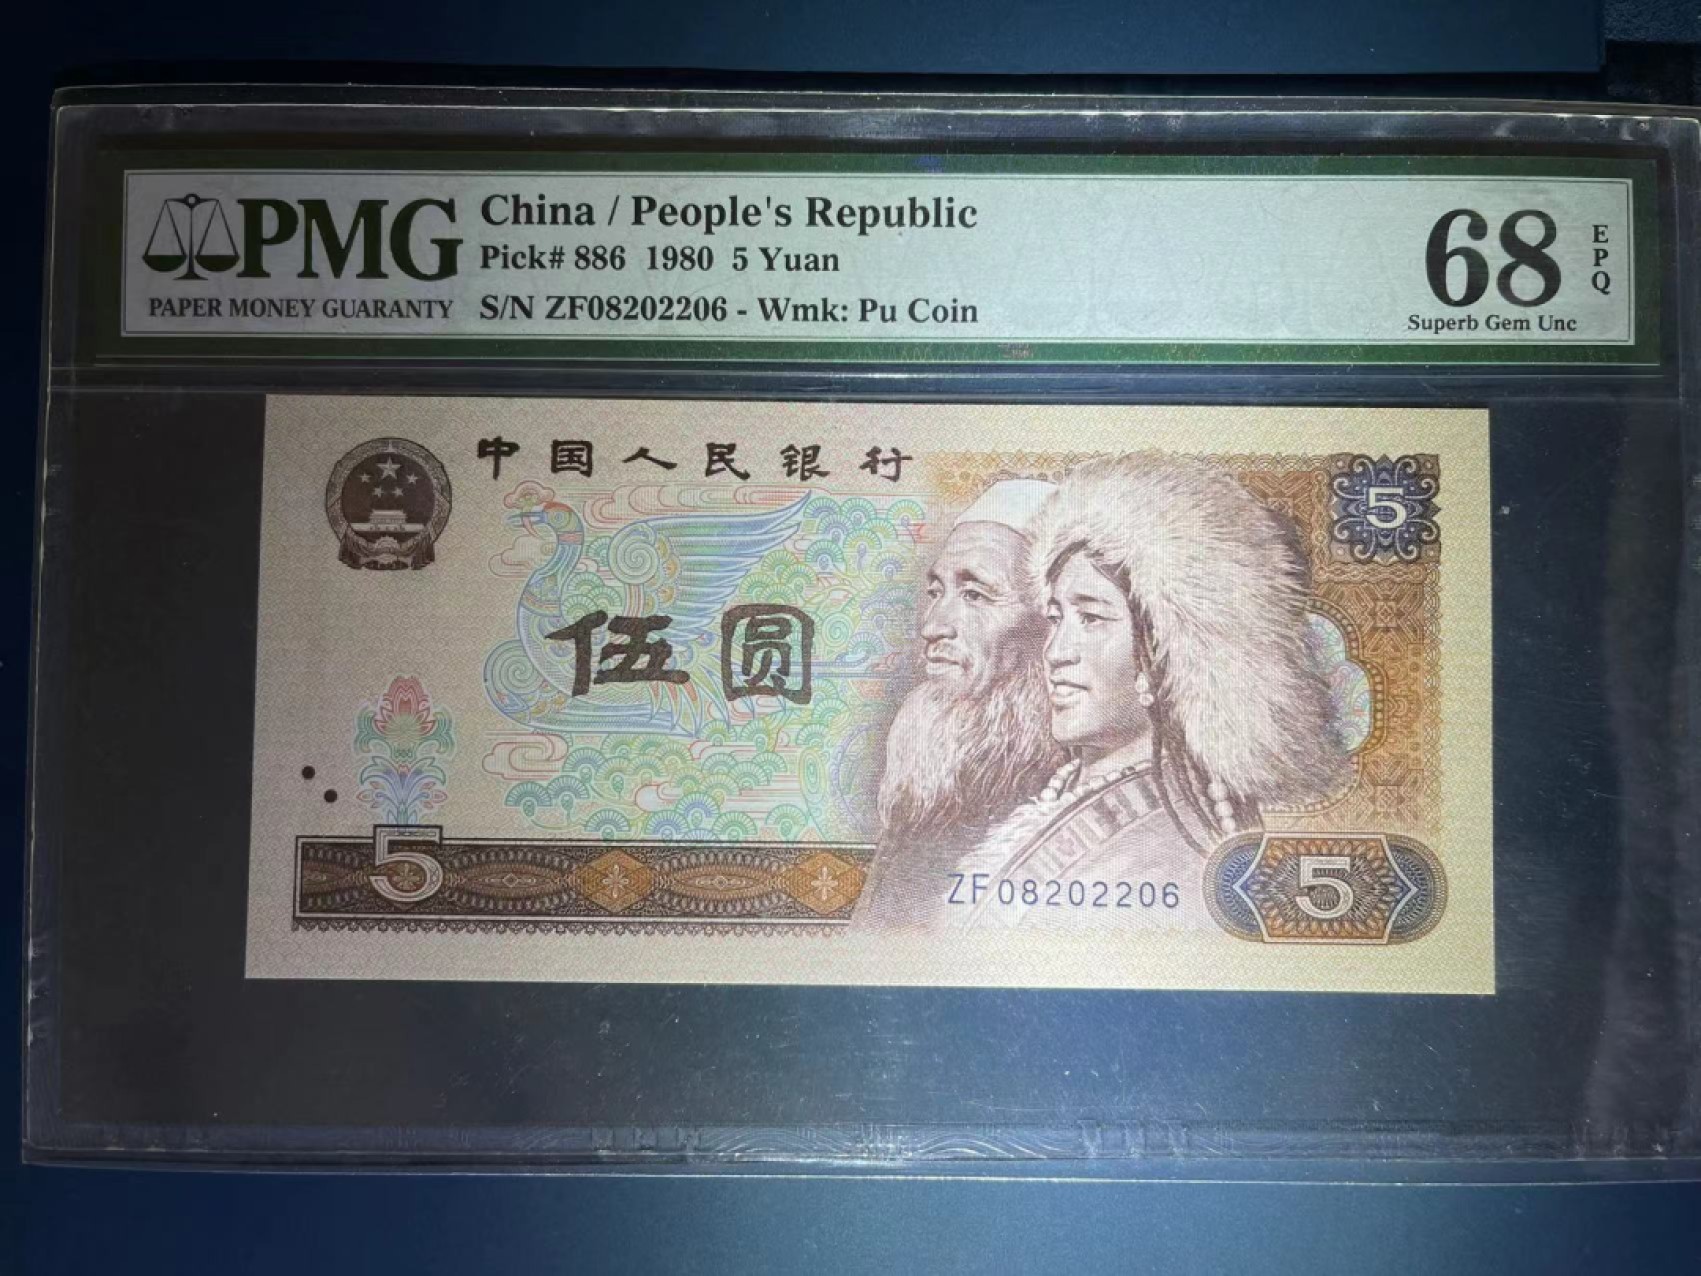 PMG
PAPER MONEY GUARANTY
China / People's Republic
Pick# 886 1980 5 Yuan
S/N ZF08202206 - Wmk: Pu Coin
68
EPQ
Superb Gem Unc
中国人民银行
5
伍圆
5
ZF08202206
5